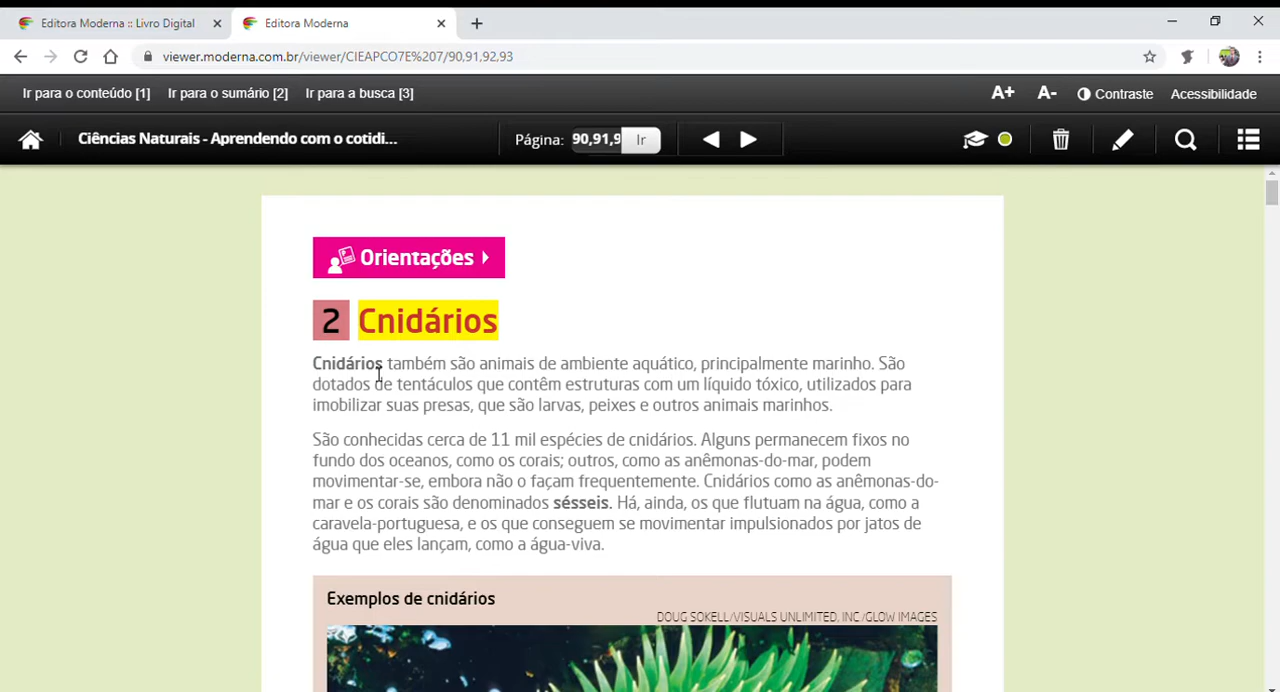 Editora Moderna :: Livro Digital
Editora Moderna
viewer.moderna.com.br/viewer/CIEAPCO7E%207/90,91,92,93
Ir para o conteúdo [1] Ir para o sumário [2] Ir para a busca [3] A+ A- Contraste Acessibilidade
Ciências Naturais - Aprendendo com o cotidi... Página: 90,91,9 Ir
Orientações
2 Cnidários
Cnidários também são animais de ambiente aquático, principalmente marinho. São
dotados de tentáculos que contêm estruturas com um líquido tóxico, utilizados para
imobilizar suas presas, que são larvas, peixes e outros animais marinhos.
São conhecidas cerca de 11 mil espécies de cnidários. Alguns permanecem fixos no
fundo dos oceanos, como os corais; outros, como as anêmonas-do-mar, podem
movimentar-se, embora não o façam frequentemente. Cnidários como as anêmonas-do-
mar e os corais são denominados sésseis. Há, ainda, os que flutuam na água, como a
caravela-portuguesa, e os que conseguem se movimentar impulsionados por jatos de
água que eles lançam, como a água-viva.
Exemplos de cnidários
DOUG SOKELL/VISUALS UNLIMITED, INC./GLOW IMAGES